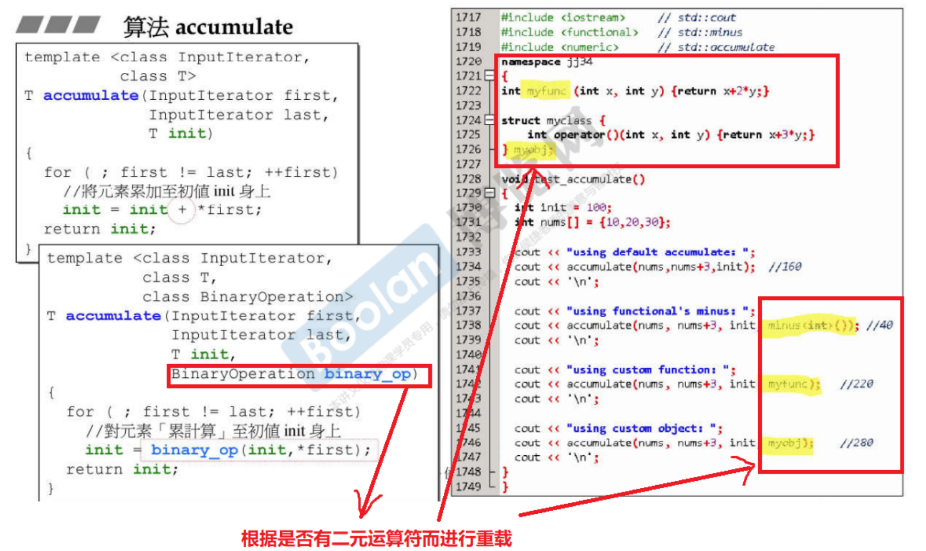 算法 accumulate
template <class InputIterator,
class T>
T accumulate(InputIterator first,
InputIterator last,
T init)
{
for ( ; first != last; ++first)
//將元素累加至初值 init 身上
init = init + *first;
return init;
}
template <class InputIterator,
class T,
class BinaryOperation>
T accumulate(InputIterator first,
InputIterator last,
T init,
BinaryOperation binary_op)
{
for ( ; first != last; ++first)
//對元素「累計算」至初值 init 身上
init = binary_op(init,*first);
return init;
}
1717 #include <iostream> // std::cout
1718 #include <functional> // std::minus
1719 #include <numeric> // std::accumulate
1720 namespace jj34
1721 {
1722 int myfunc (int x, int y) {return x+2*y;}
1723
1724 struct myclass {
1725 int operator()(int x, int y) {return x+3*y;}
1726 } myobj;
1727
1728 void test_accumulate()
1729 {
1730 int init = 100;
1731 int nums[] = {10,20,30};
1732
1733 cout << "using default accumulate: ";
1734 cout << accumulate(nums,nums+3,init); //160
1735 cout << '\n';
1736
1737 cout << "using functional's minus: ";
1738 cout << accumulate(nums, nums+3, init minus<int>()); //40
1739 cout << '\n';
1740
1741 cout << "using custom function: ";
1742 cout << accumulate(nums, nums+3, init myfunc); //220
1743 cout << '\n';
1744
1745 cout << "using custom object: ";
1746 cout << accumulate(nums, nums+3, init myobj); //280
1747 cout << '\n';
1748 }
1749 }
Boolan
根据是否有二元运算符而进行重载